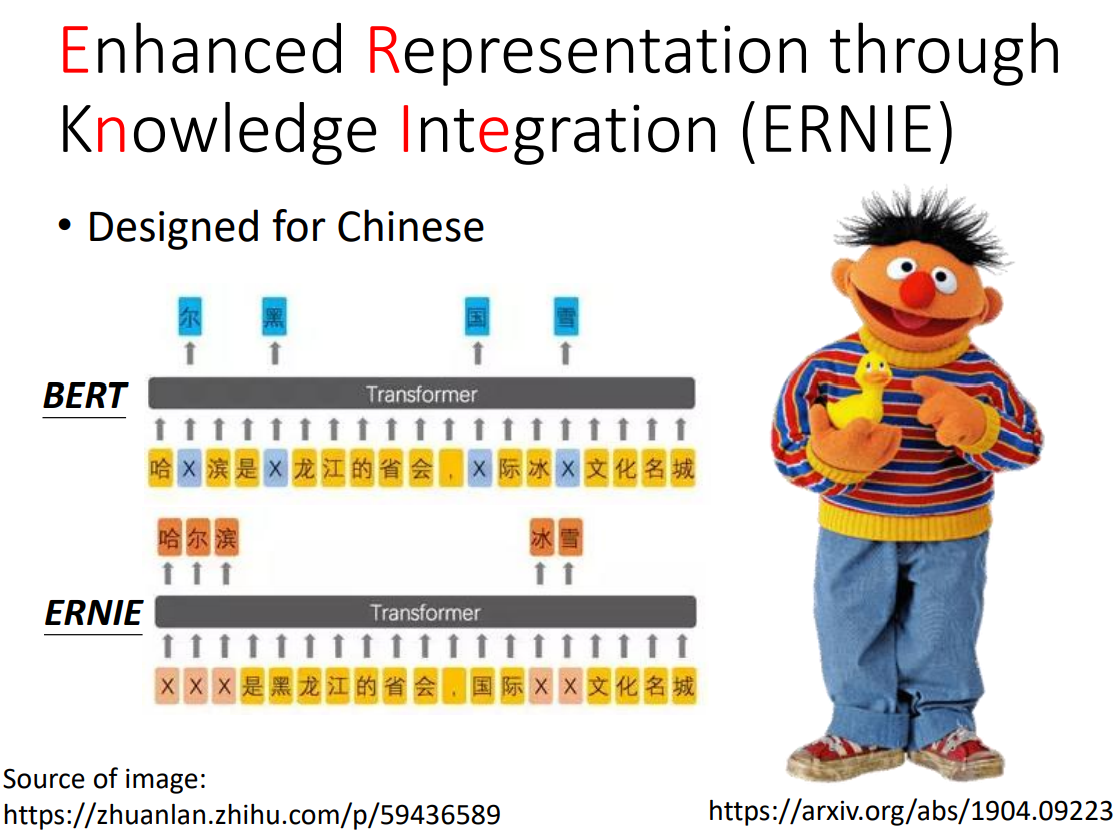 Enhanced Representation through
Knowledge Integration (ERNIE)
• Designed for Chinese
尔 黑 国 雪
BERT
Transformer
哈 X 滨 是 X 龙 江 的 省 会 , X 际 冰 X 文 化 名 城
哈 尔 滨 冰 雪
ERNIE
Transformer
X X X 是 黑 龙 江 的 省 会 , 国 际 X X 文 化 名 城
Source of image:
https://zhuanlan.zhihu.com/p/59436589
https://arxiv.org/abs/1904.09223